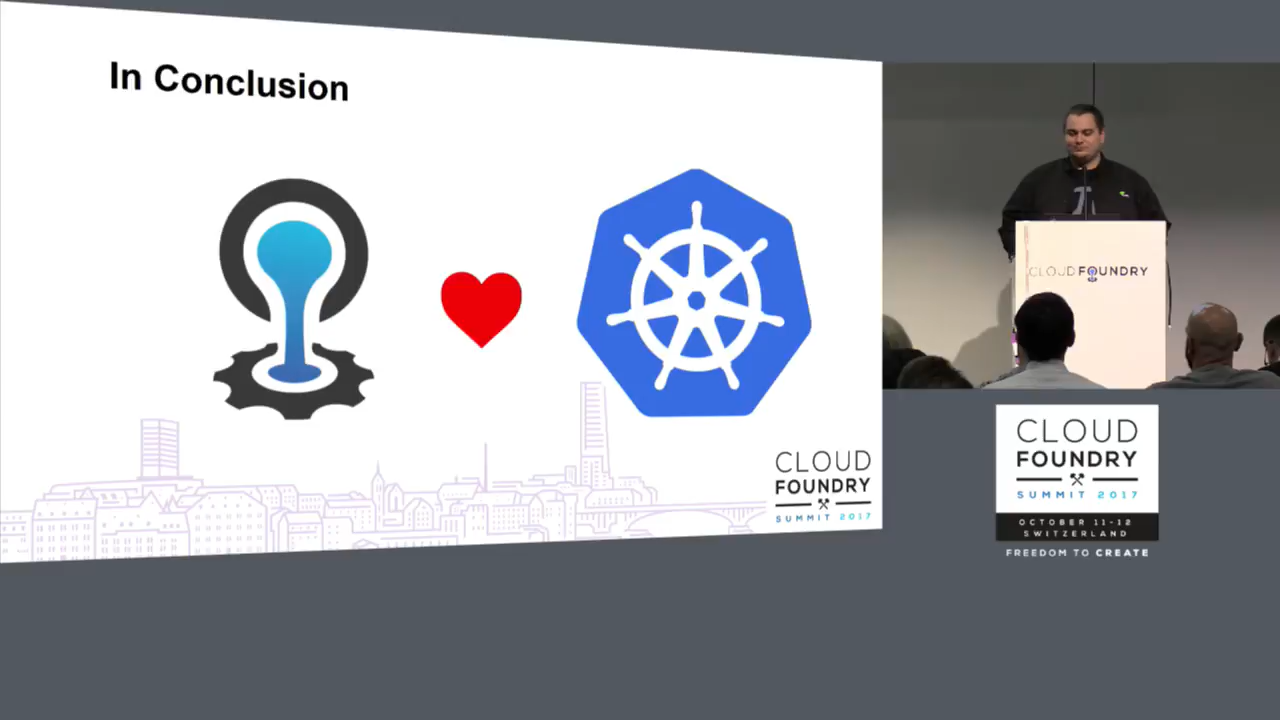 In Conclusion
CLOUD
FOUNDRY
SUMMIT 2017
CLOUD FOUNDRY
CLOUD
FOUNDRY
SUMMIT 2017
OCTOBER 11-12
SWITZERLAND
FREEDOM TO CREATE